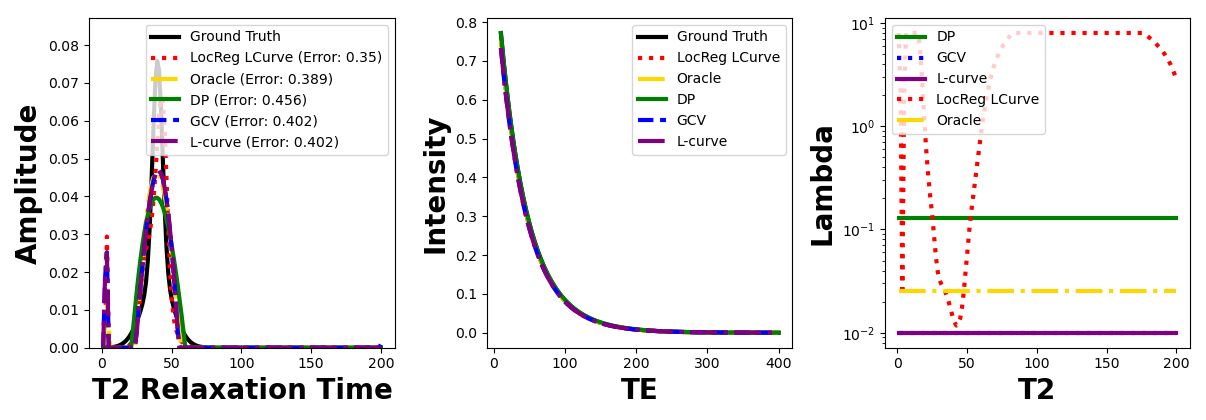 0.08
0.07
0.06
0.05
0.04
0.03
0.02
0.01
0.00
Amplitude
Ground Truth
LocReg LCurve (Error: 0.35)
Oracle (Error: 0.389)
DP (Error: 0.456)
GCV (Error: 0.402)
L-curve (Error: 0.402)
0 50 100 150 200
T2 Relaxation Time
0.8
0.7
0.6
0.5
0.4
0.3
0.2
0.1
0.0
Intensity
Ground Truth
LocReg LCurve
Oracle
DP
GCV
L-curve
0 100 200 300 400
TE
10¹
10⁰
10⁻¹
10⁻²
Lambda
DP
GCV
L-curve
LocReg LCurve
Oracle
0 50 100 150 200
T2